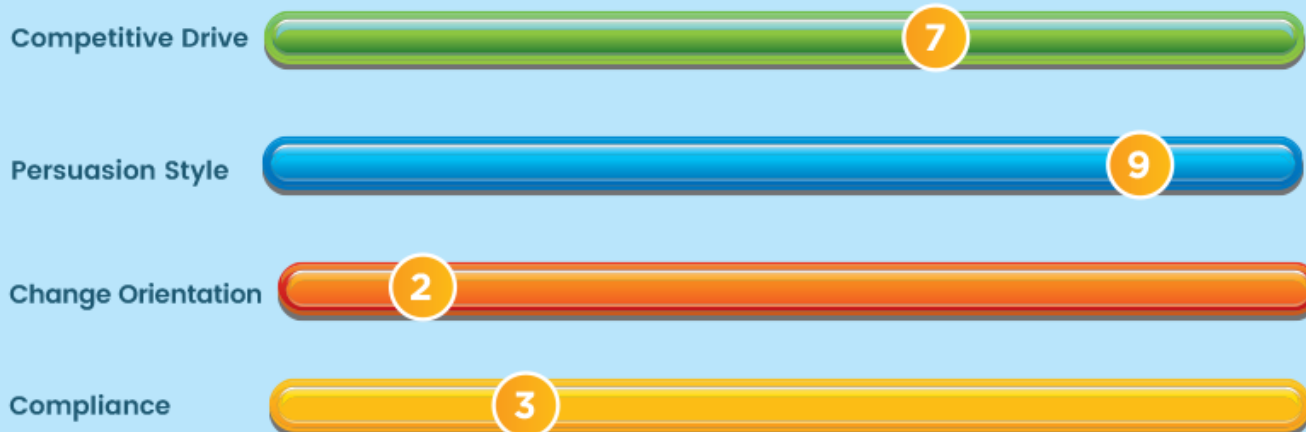 Competitive Drive 7
Persuasion Style 9
Change Orientation 2
Compliance 3